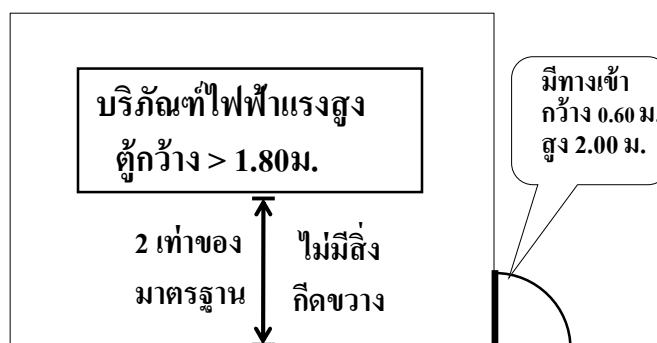 บริภัณฑ์ไฟฟ้าแรงสูง
ตู้กว้าง > 1.80ม.
มีทางเข้า
กว้าง 0.60 ม.
สูง 2.00 ม.
2 เท่าของ
มาตรฐาน
ไม่มีสิ่ง
กีดขวาง